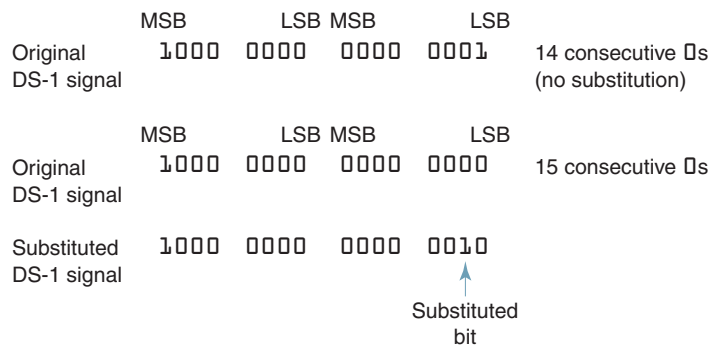 MSB LSB MSB LSB
Original 1000 0000 0000 0001 14 consecutive 0s
DS-1 signal (no substitution)
MSB LSB MSB LSB
Original 1000 0000 0000 0000 15 consecutive 0s
DS-1 signal
Substituted 1000 0000 0000 0010
DS-1 signal
Substituted
bit